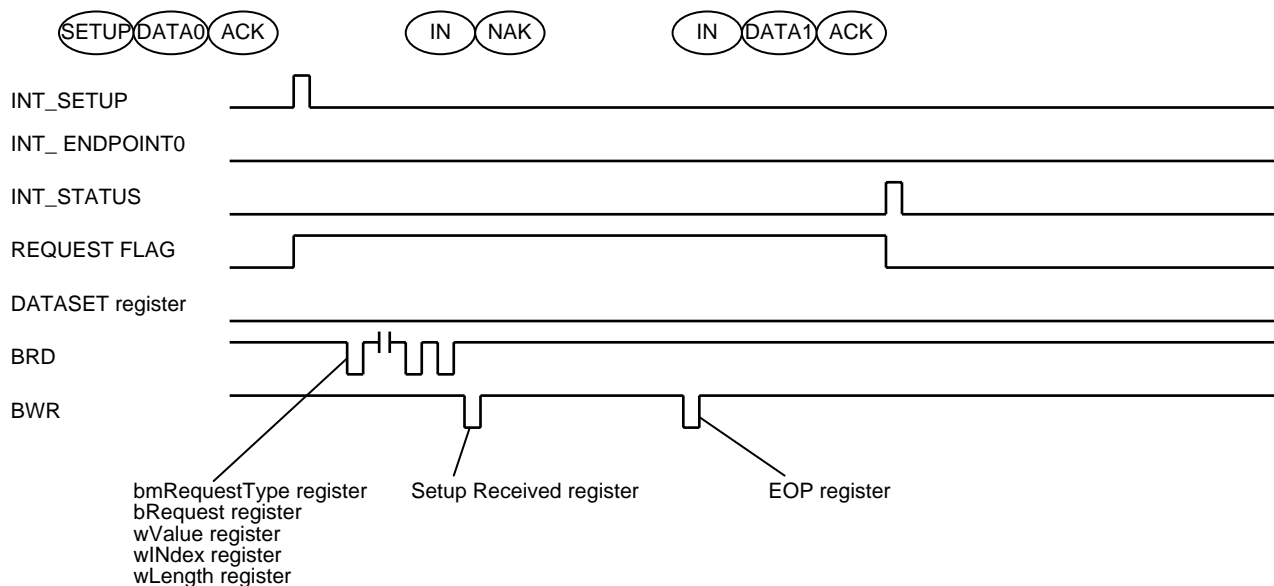 SETUP DATA0 ACK IN NAK IN DATA1 ACK
INT_SETUP
INT_ ENDPOINT0
INT_STATUS
REQUEST FLAG
DATASET register
BRD
BWR
bmRequestType register Setup Received register EOP register
bRequest register
wValue register
wINdex register
wLength register